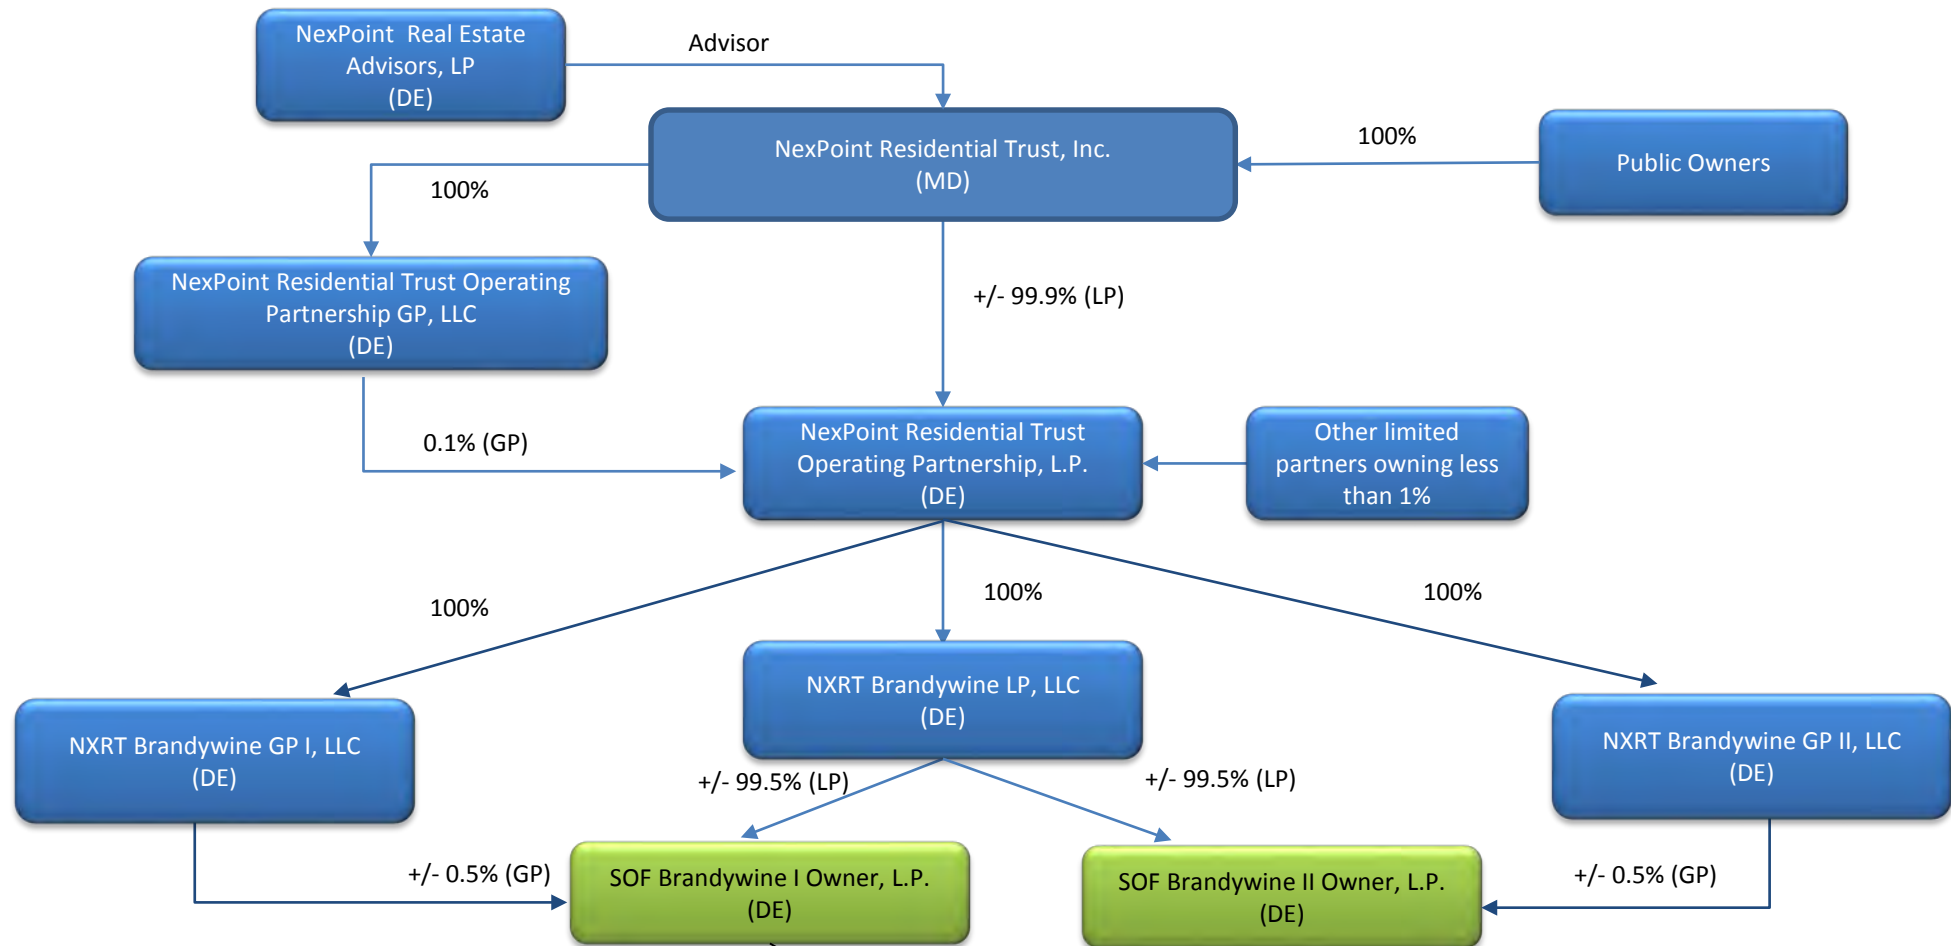 NexPoint  Real Estate
Advisors, LP
(DE)
Advisor
NexPoint Residential Trust, Inc.
(MD)
100%
Public Owners
100%
NexPoint Residential Trust Operating
Partnership GP, LLC
(DE)
+/- 99.9% (LP)
0.1% (GP)
NexPoint Residential Trust
Operating Partnership, L.P.
(DE)
Other limited
partners owning less
than 1%
100%
100%
100%
NXRT Brandywine GP I, LLC
(DE)
NXRT Brandywine LP, LLC
(DE)
NXRT Brandywine GP II, LLC
(DE)
+/- 99.5% (LP)
+/- 99.5% (LP)
+/- 0.5% (GP)
SOF Brandywine I Owner, L.P.
(DE)
SOF Brandywine II Owner, L.P.
(DE)
+/- 0.5% (GP)